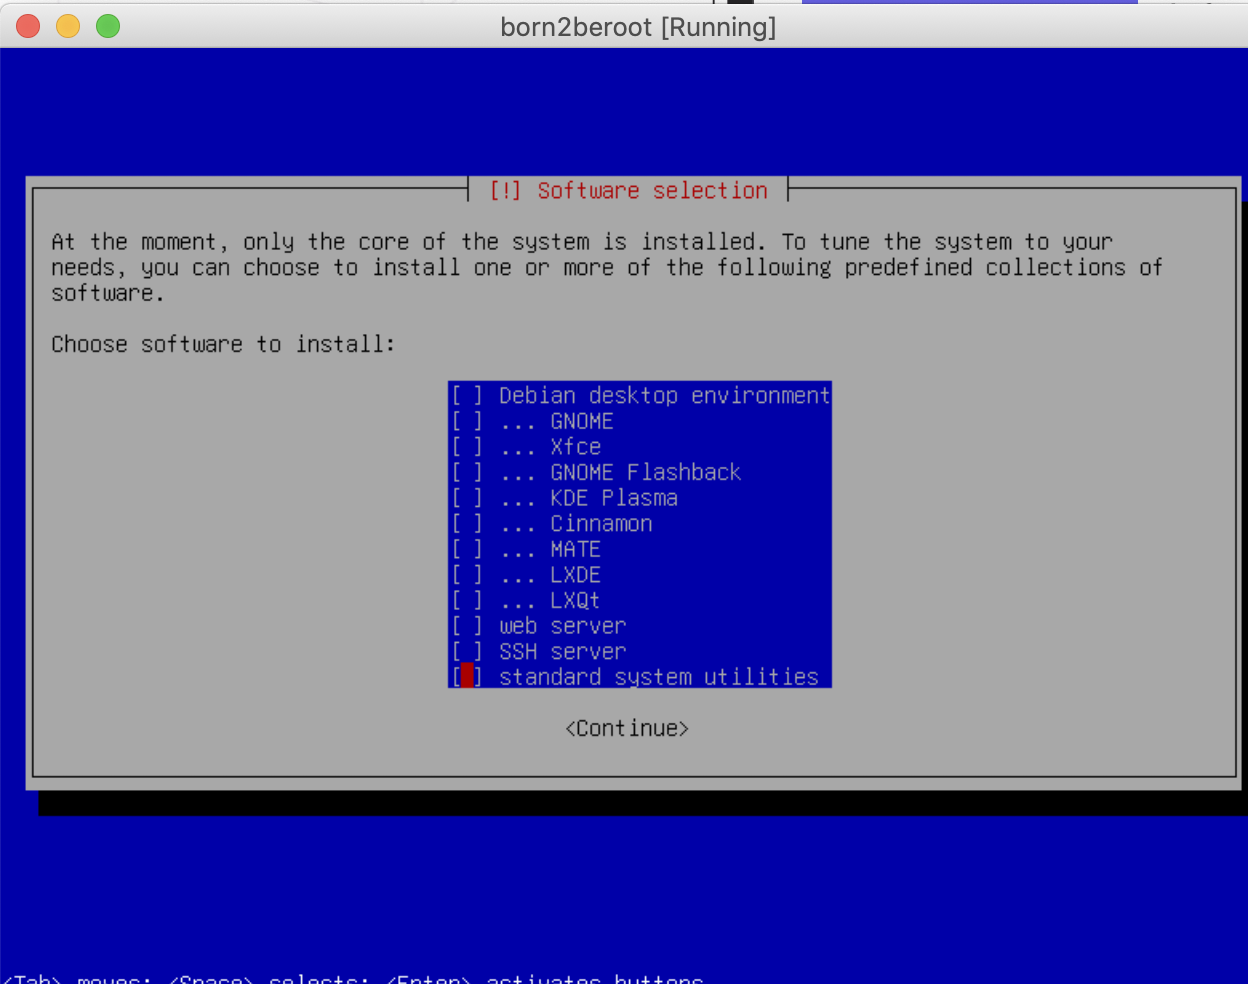 born2beroot [Running]
[!] Software selection
At the moment, only the core of the system is installed. To tune the system to your
needs, you can choose to install one or more of the following predefined collections of
software.
Choose software to install:
[ ] Debian desktop environment
[ ] ... GNOME
[ ] ... Xfce
[ ] ... GNOME Flashback
[ ] ... KDE Plasma
[ ] ... Cinnamon
[ ] ... MATE
[ ] ... LXDE
[ ] ... LXQt
[ ] web server
[ ] SSH server
[ ] standard system utilities
<Continue>
<Tab> moves; <Space> selects; <Enter> activates buttons